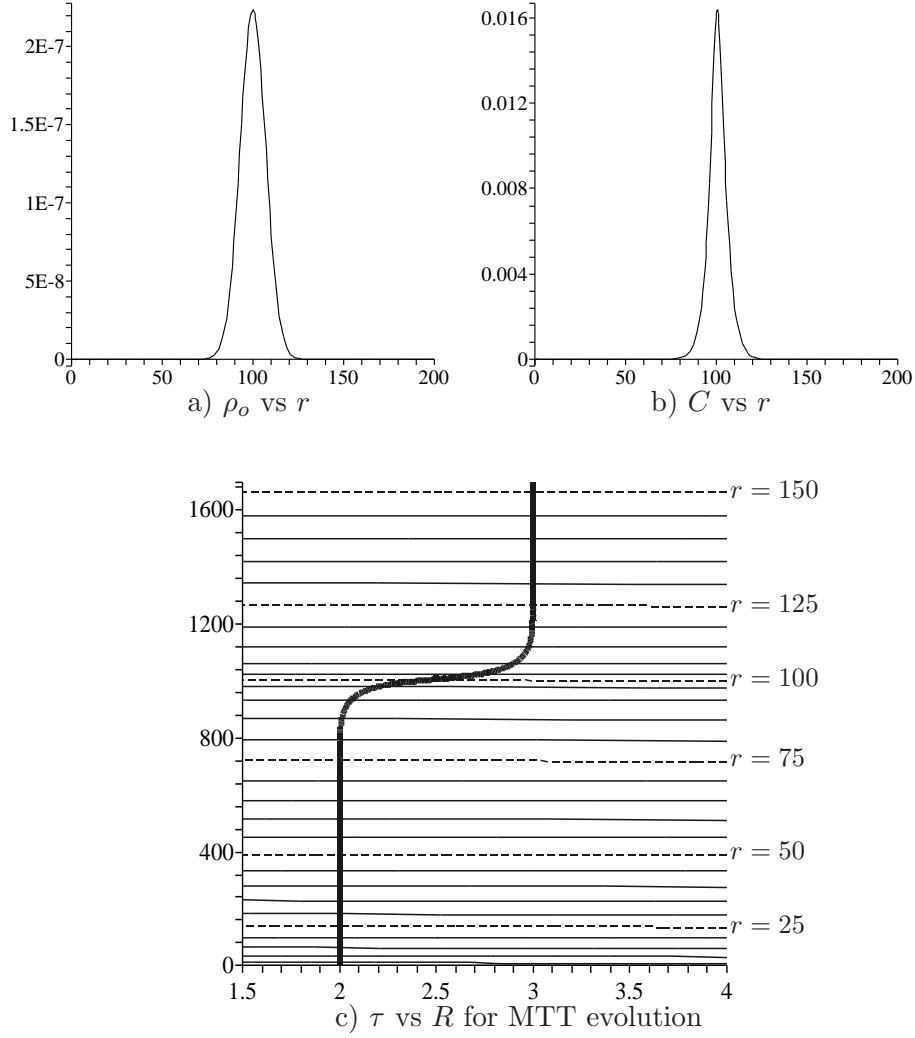 2E-7
1.5E-7
1E-7
5E-8
0
0 50 100 150 200
a) ρₒ vs r
0.016
0.012
0.008
0.004
0
0 50 100 150 200
b) C vs r
1600
1200
800
400
0
r = 150
r = 125
r = 100
r = 75
r = 50
r = 25
1.5 2 2.5 3 3.5 4
c) τ vs R for MTT evolution